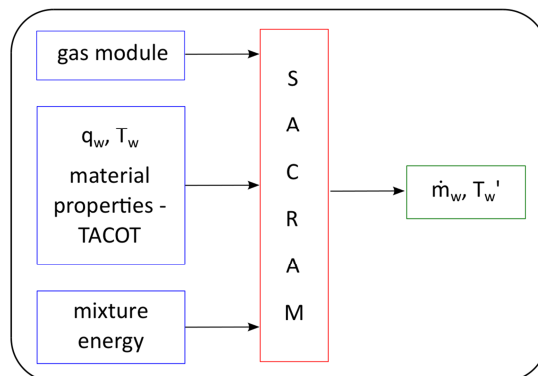 gas module
q_w, T_w
material
properties -
TACOT
mixture
energy
S
A
C
R
A
M
ṁ_w, T_w'